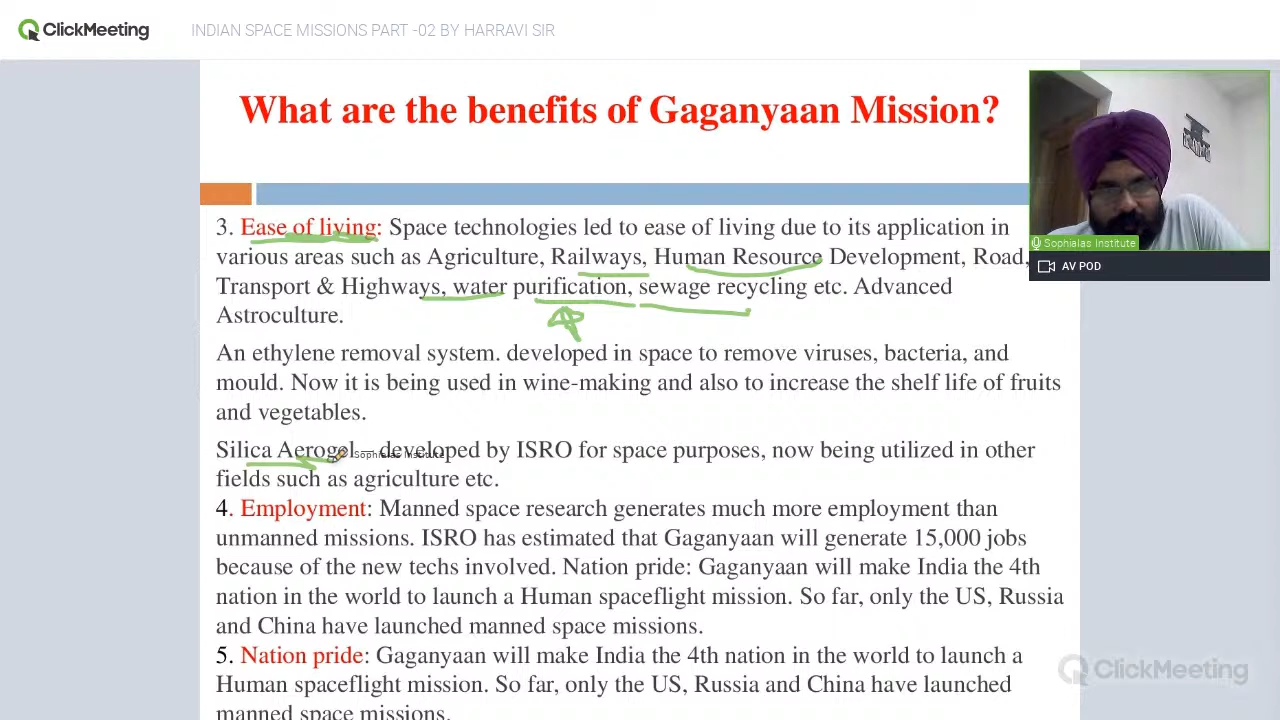 ClickMeeting
INDIAN SPACE MISSIONS PART -02 BY HARRAVI SIR
What are the benefits of Gaganyaan Mission?
Sophialas Institute
AV POD
3. Ease of living: Space technologies led to ease of living due to its application in
various areas such as Agriculture, Railways, Human Resource Development, Road,
Transport & Highways, water purification, sewage recycling etc. Advanced
Astroculture.
An ethylene removal system. developed in space to remove viruses, bacteria, and
mould. Now it is being used in wine-making and also to increase the shelf life of fruits
and vegetables.
Silica Aerogel – developed by ISRO for space purposes, now being utilized in other
Sophialas Institute
fields such as agriculture etc.
4. Employment: Manned space research generates much more employment than
unmanned missions. ISRO has estimated that Gaganyaan will generate 15,000 jobs
because of the new techs involved. Nation pride: Gaganyaan will make India the 4th
nation in the world to launch a Human spaceflight mission. So far, only the US, Russia
and China have launched manned space missions.
5. Nation pride: Gaganyaan will make India the 4th nation in the world to launch a
Human spaceflight mission. So far, only the US, Russia and China have launched
manned space missions.
ClickMeeting